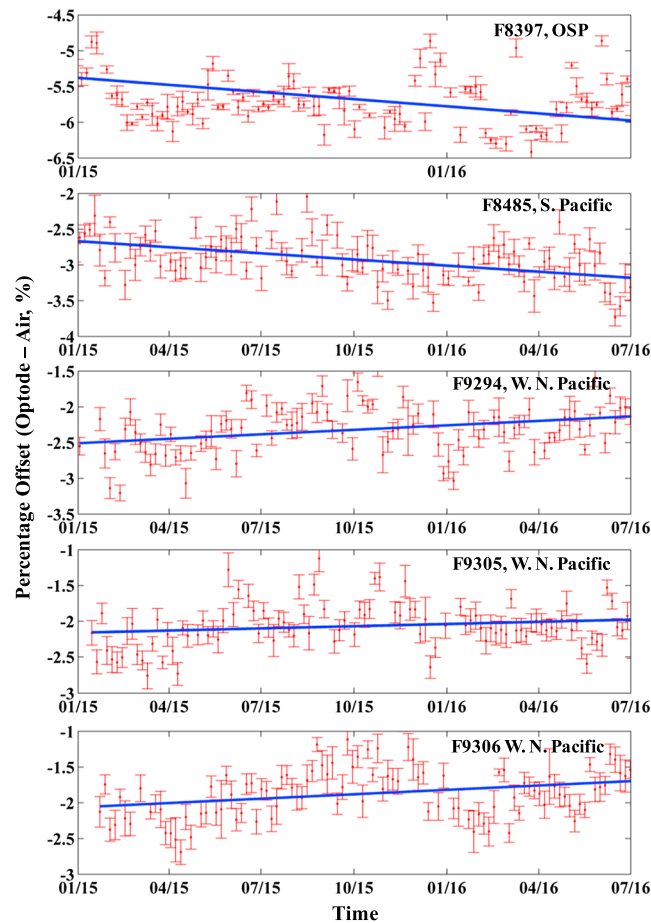 -4.5
F8397, OSP
-5
-5.5
-6
-6.5
01/15 01/16
-2
F8485, S. Pacific
-2.5
-3
-3.5
-4
01/15 04/15 07/15 10/15 01/16 04/16 07/16
-1.5
F9294, W. N. Pacific
-2
-2.5
-3
-3.5
01/15 04/15 07/15 10/15 01/16 04/16 07/16
-1
F9305, W. N. Pacific
-1.5
-2
-2.5
-3
01/15 04/15 07/15 10/15 01/16 04/16 07/16
-1
F9306 W. N. Pacific
-1.5
-2
-2.5
-3
01/15 04/15 07/15 10/15 01/16 04/16 07/16
Percentage Offset (Optode – Air, %)
Time